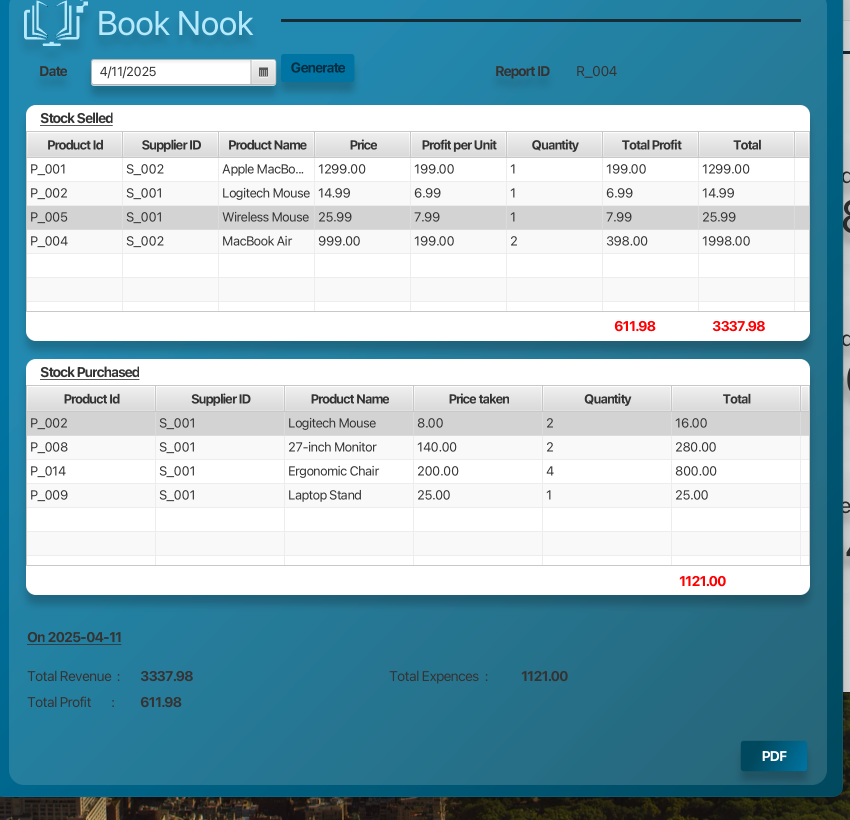 Book Nook
Date 4/11/2025 Generate Report ID R_004
Stock Selled
Product Id Supplier ID Product Name Price Profit per Unit Quantity Total Profit Total
P_001 S_002 Apple MacBo... 1299.00 199.00 1 199.00 1299.00
P_002 S_001 Logitech Mouse 14.99 6.99 1 6.99 14.99
P_005 S_001 Wireless Mouse 25.99 7.99 1 7.99 25.99
P_004 S_002 MacBook Air 999.00 199.00 2 398.00 1998.00
611.98 3337.98
Stock Purchased
Product Id Supplier ID Product Name Price taken Quantity Total
P_002 S_001 Logitech Mouse 8.00 2 16.00
P_008 S_001 27-inch Monitor 140.00 2 280.00
P_014 S_001 Ergonomic Chair 200.00 4 800.00
P_009 S_001 Laptop Stand 25.00 1 25.00
1121.00
On 2025-04-11
Total Revenue : 3337.98 Total Expences : 1121.00
Total Profit : 611.98
PDF